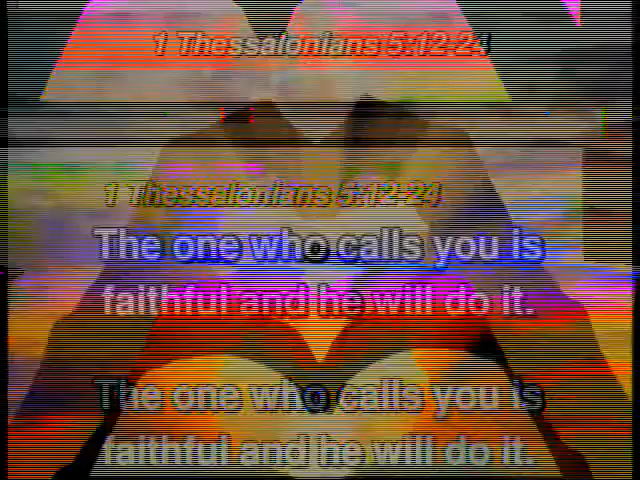 1 Thessalonians 5:12-24
1 Thessalonians 5:12-24
The one who calls you is
faithful and he will do it.
The one who calls you is
faithful and he will do it.